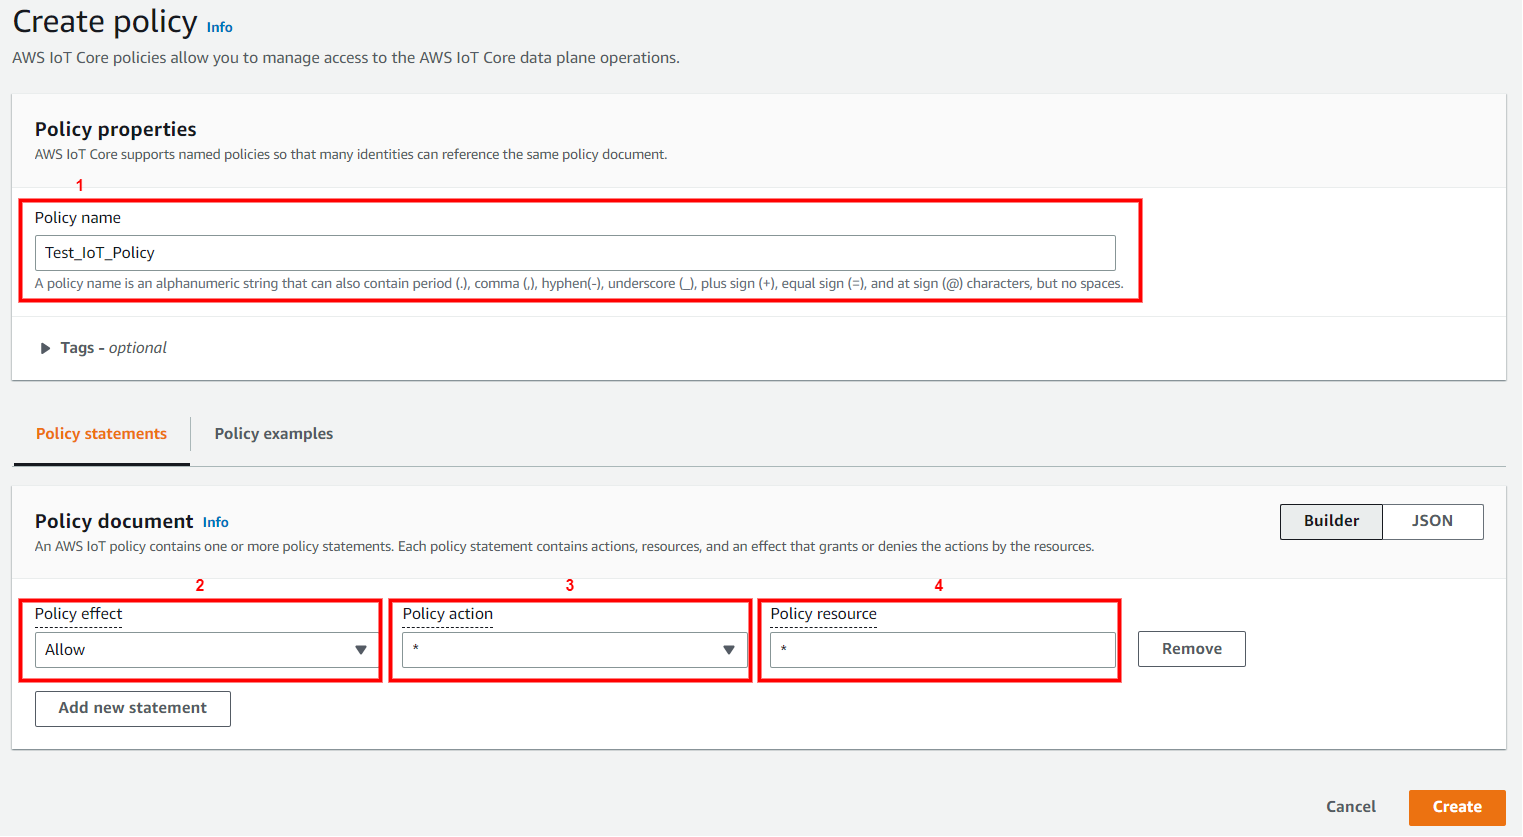 Create policy Info
AWS IoT Core policies allow you to manage access to the AWS IoT Core data plane operations.
Policy properties
AWS IoT Core supports named policies so that many identities can reference the same policy document.
1
Policy name
Test_IoT_Policy
A policy name is an alphanumeric string that can also contain period (.), comma (,), hyphen(-), underscore (_), plus sign (+), equal sign (=), and at sign (@) characters, but no spaces.
Tags - optional
Policy statements Policy examples
Policy document Info Builder JSON
An AWS IoT policy contains one or more policy statements. Each policy statement contains actions, resources, and an effect that grants or denies the actions by the resources.
2 3 4
Policy effect Policy action Policy resource
Allow * * Remove
Add new statement
Cancel Create